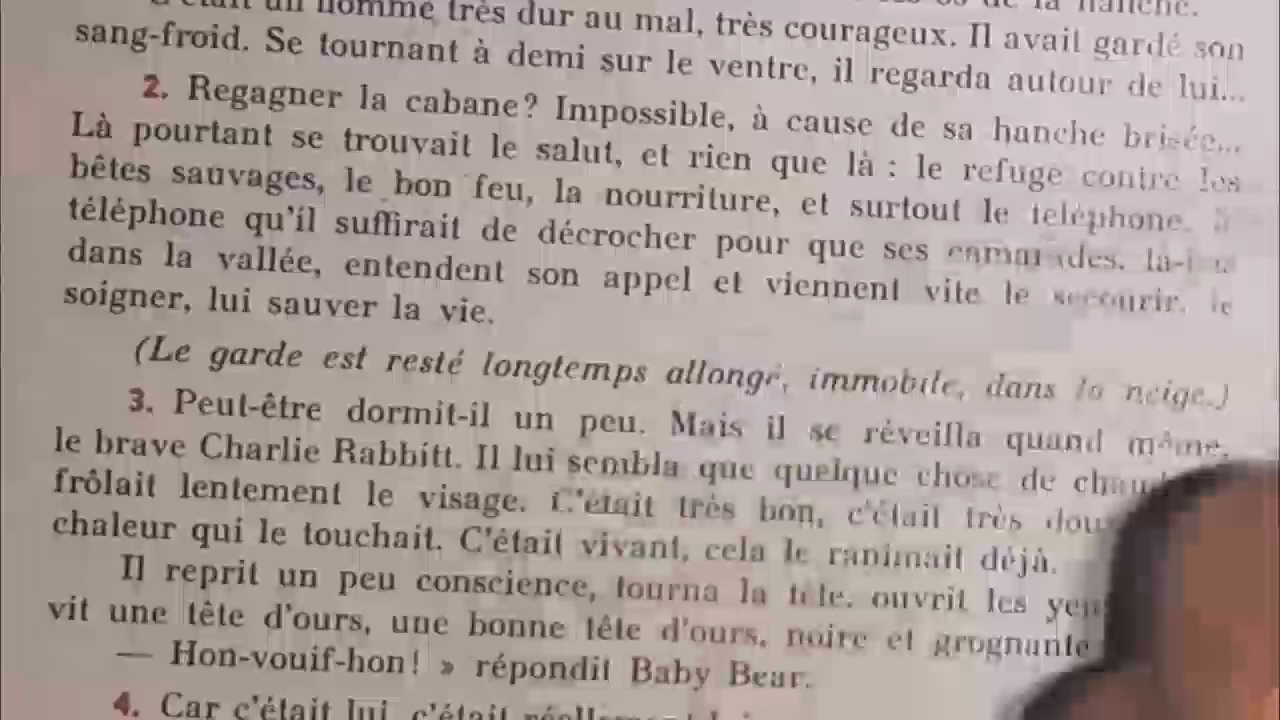 C'était un homme très dur au mal, très courageux. Il avait gardé son
sang-froid. Se tournant à demi sur le ventre, il regarda autour de lui...
2. Regagner la cabane? Impossible, à cause de sa hanche brisée...
Là pourtant se trouvait le salut, et rien que là : le refuge contre les
bêtes sauvages, le bon feu, la nourriture, et surtout le téléphone,
téléphone qu'il suffirait de décrocher pour que ses camarades, là-bas
dans la vallée, entendent son appel et viennent vite le secourir, le
soigner, lui sauver la vie.
(Le garde est resté longtemps allongé, immobile, dans la neige.)
3. Peut-être dormit-il un peu. Mais il se réveilla quand même,
le brave Charlie Rabbitt. Il lui sembla que quelque chose de
frôlait lentement le visage. C'était très bon, c'était très
chaleur qui le touchait. C'était vivant, cela le ranimait déjà.
Il reprit un peu conscience, tourna la tête, ouvrit les
vit une tête d'ours, une bonne tête d'ours, noire et grognante
— Hon-vouif-hon! » répondit Baby Bear.
4. Car c'était lui, c'était